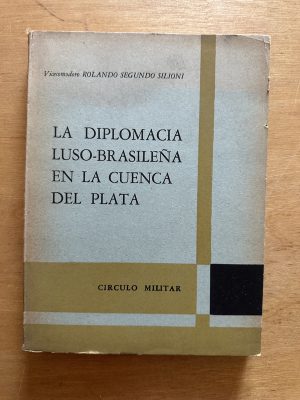 Vicecomodoro ROLANDO SEGUNDO SILIONI
LA DIPLOMACIA
LUSO-BRASILEÑA
EN LA CUENCA
DEL PLATA
CIRCULO MILITAR